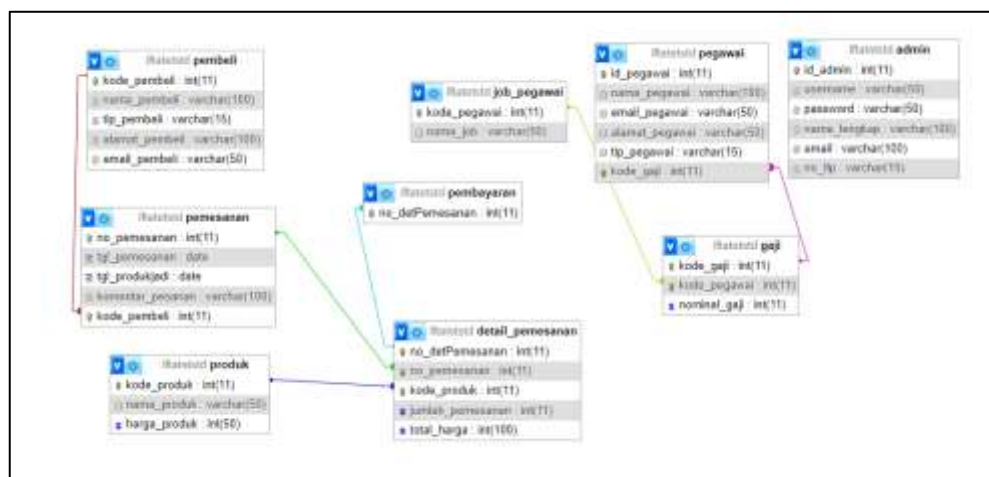 pembeli
kode_pembeli : int(11)
nama_pembeli : varchar(100)
tlp_pembeli : varchar(15)
alamat_pembeli : varchar(100)
email_pembeli : varchar(50)
job_pegawai
kode_pegawai : int(11)
nama_job : varchar(50)
pegawai
id_pegawai : int(11)
nama_pegawai : varchar(100)
email_pegawai : varchar(50)
alamat_pegawai : varchar(50)
tlp_pegawai : varchar(15)
kode_gaji : int(11)
admin
id_admin : int(11)
username : varchar(50)
password : varchar(50)
nama_lengkap : varchar(100)
email : varchar(100)
no_tlp : varchar(15)
pembayaran
no_detPemesanan : int(11)
pemesanan
no_pemesanan : int(11)
tgl_pemesanan : date
tgl_produkjadi : date
komentar_pesanan : varchar(100)
kode_pembeli : int(11)
gaji
kode_gaji : int(11)
kode_pegawai : int(11)
nominal_gaji : int(11)
detail_pemesanan
no_detPemesanan : int(11)
no_pemesanan : int(11)
kode_produk : int(11)
jumlah_pemesanan : int(11)
total_harga : int(100)
produk
kode_produk : int(11)
nama_produk : varchar(50)
harga_produk : int(50)